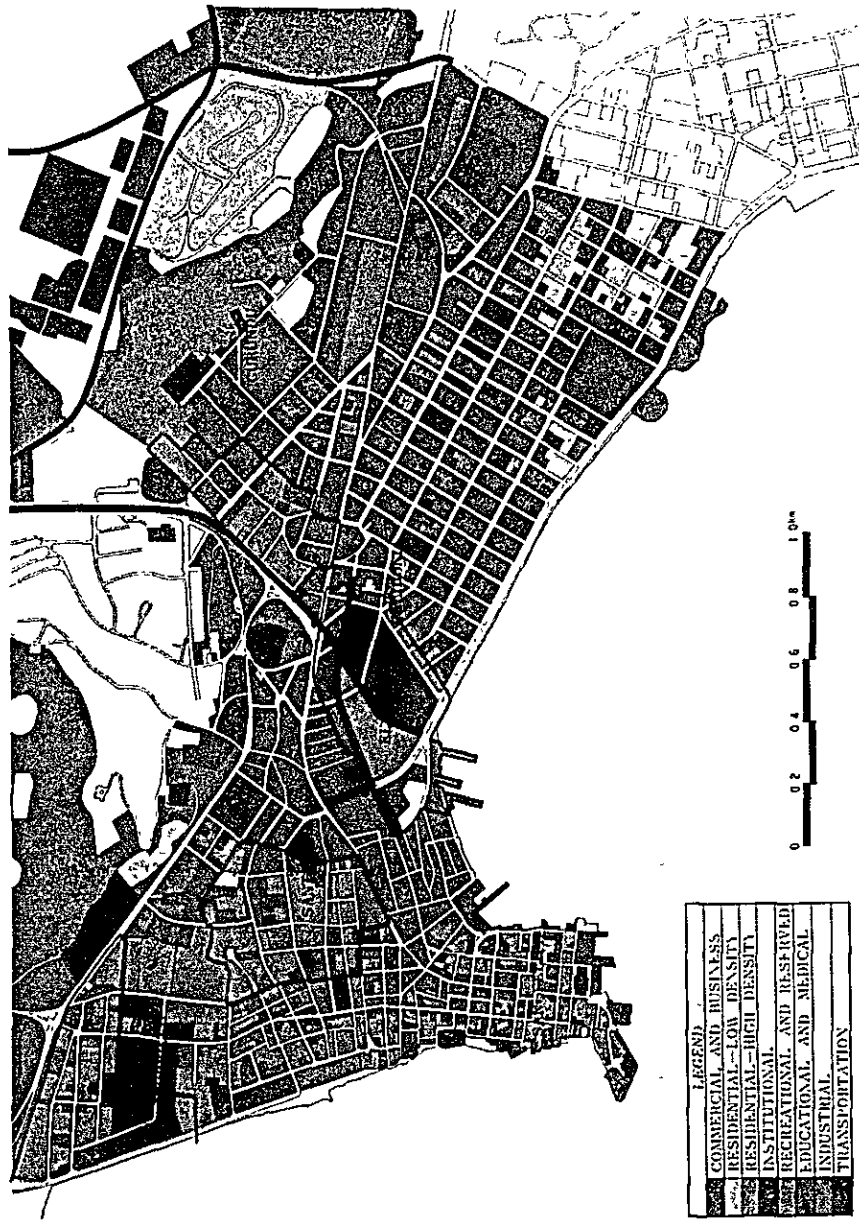 LEGEND
COMMERCIAL AND BUSINESS
RESIDENTIAL-LOW DENSITY
RESIDENTIAL-HIGH DENSITY
INSTITUTIONAL
RECREATIONAL AND RESERVED
EDUCATIONAL AND MEDICAL
INDUSTRIAL
TRANSPORTATION
0 0.2 0.4 0.6 0.8 1.0km